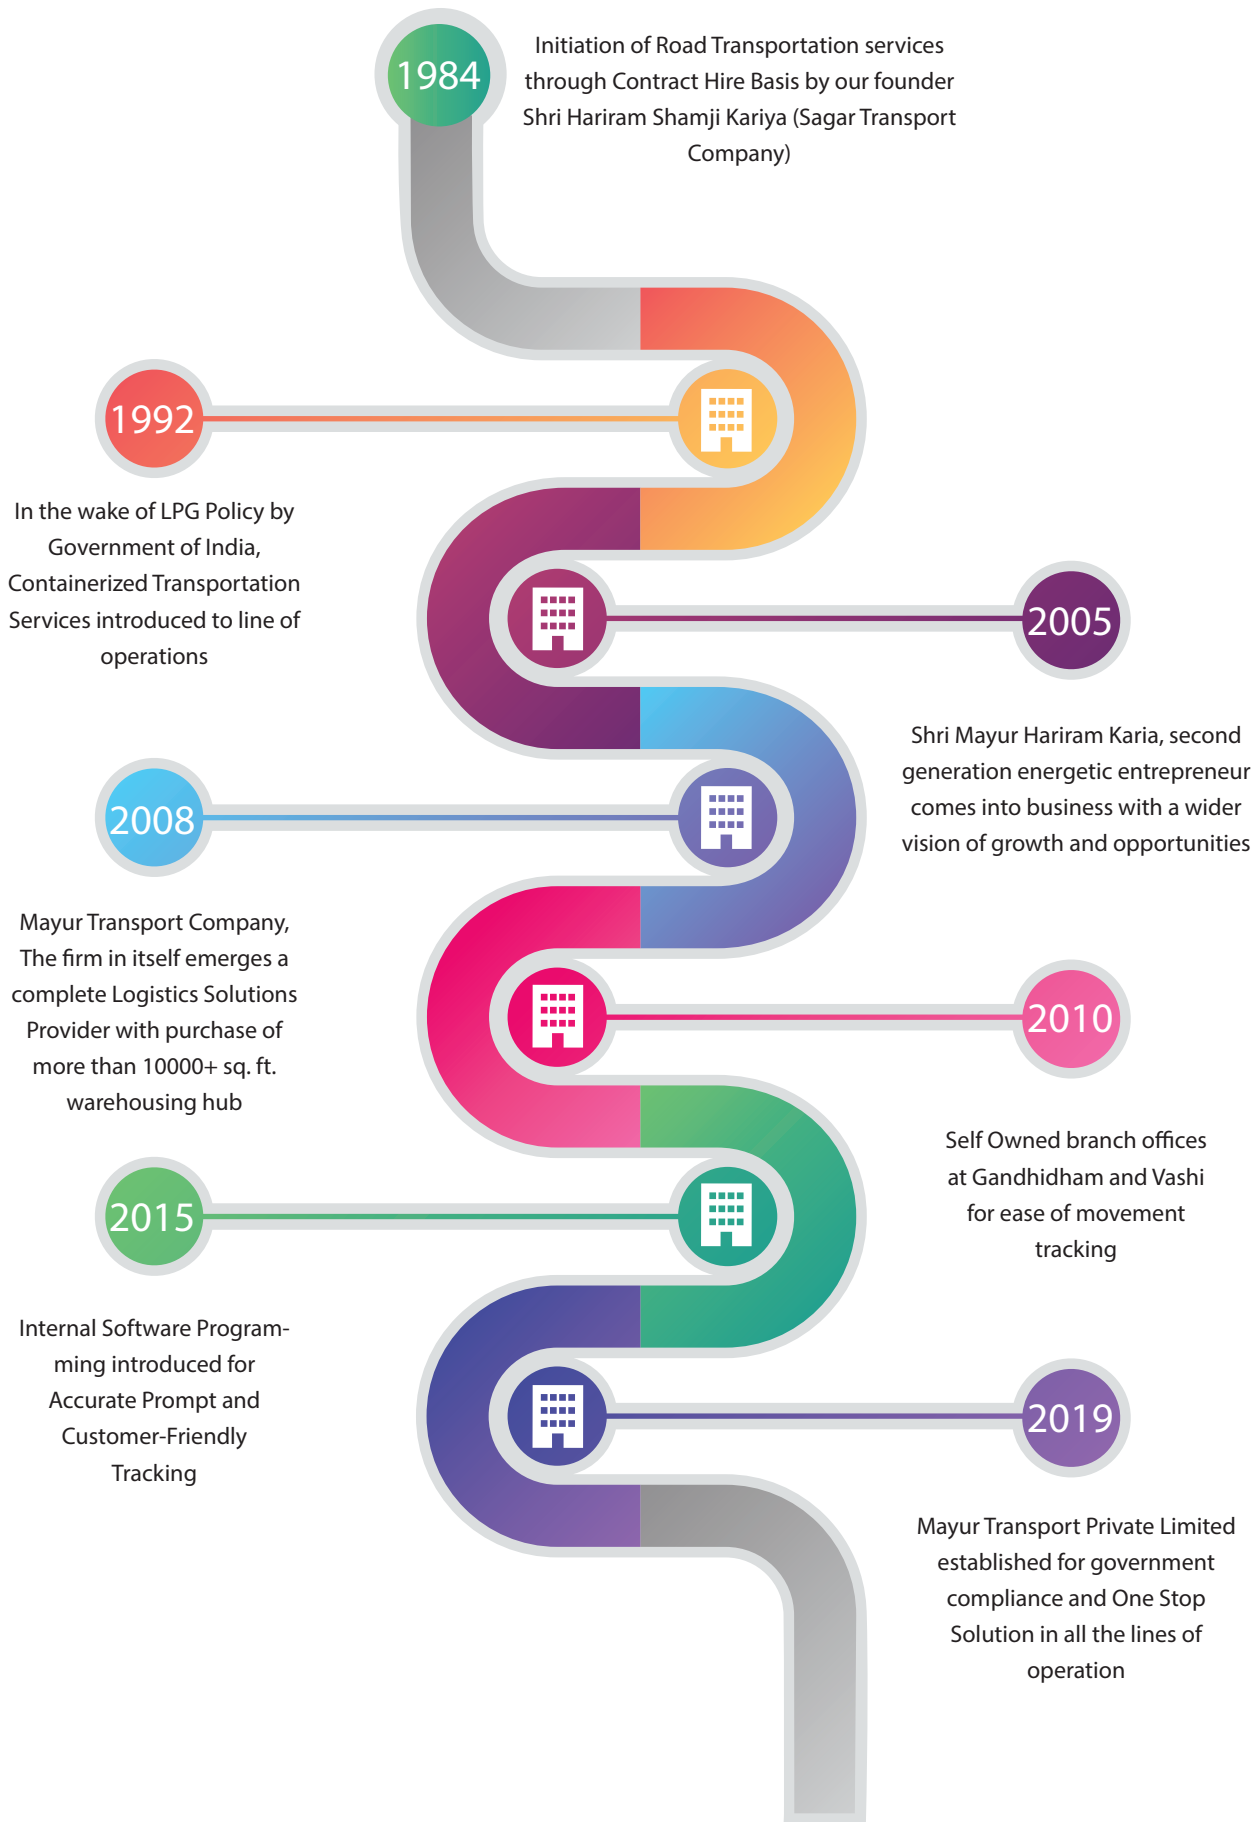 1984
Initiation of Road Transportation services
through Contract Hire Basis by our founder
Shri Hariram Shamji Kariya (Sagar Transport
Company)
1992
In the wake of LPG Policy by
Government of India,
Containerized Transportation
Services introduced to line of
operations
2005
Shri Mayur Hariram Karia, second
generation energetic entrepreneur
comes into business with a wider
vision of growth and opportunities
2008
Mayur Transport Company,
The firm in itself emerges a
complete Logistics Solutions
Provider with purchase of
more than 10000+ sq. ft.
warehousing hub
2010
Self Owned branch offices
at Gandhidham and Vashi
for ease of movement
tracking
2015
Internal Software Program-
ming introduced for
Accurate Prompt and
Customer-Friendly
Tracking
2019
Mayur Transport Private Limited
established for government
compliance and One Stop
Solution in all the lines of
operation